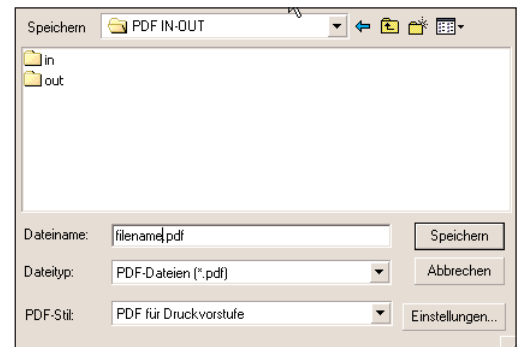 Speichern PDF IN-OUT
in
out
Dateiname: filename.pdf Speichern
Dateityp: PDF-Dateien (*.pdf) Abbrechen
PDF-Stil: PDF für Druckvorstufe Einstellungen...